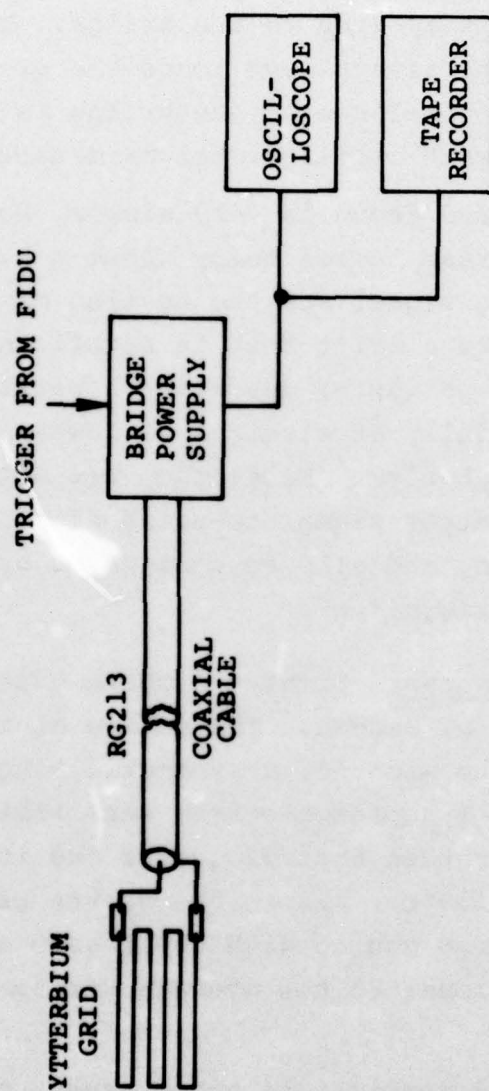 YTTERBIUM
GRID
RG213
COAXIAL
CABLE
TRIGGER FROM FIDU
BRIDGE
POWER
SUPPLY
OSCIL-
LOSCOPE
TAPE
RECORDER